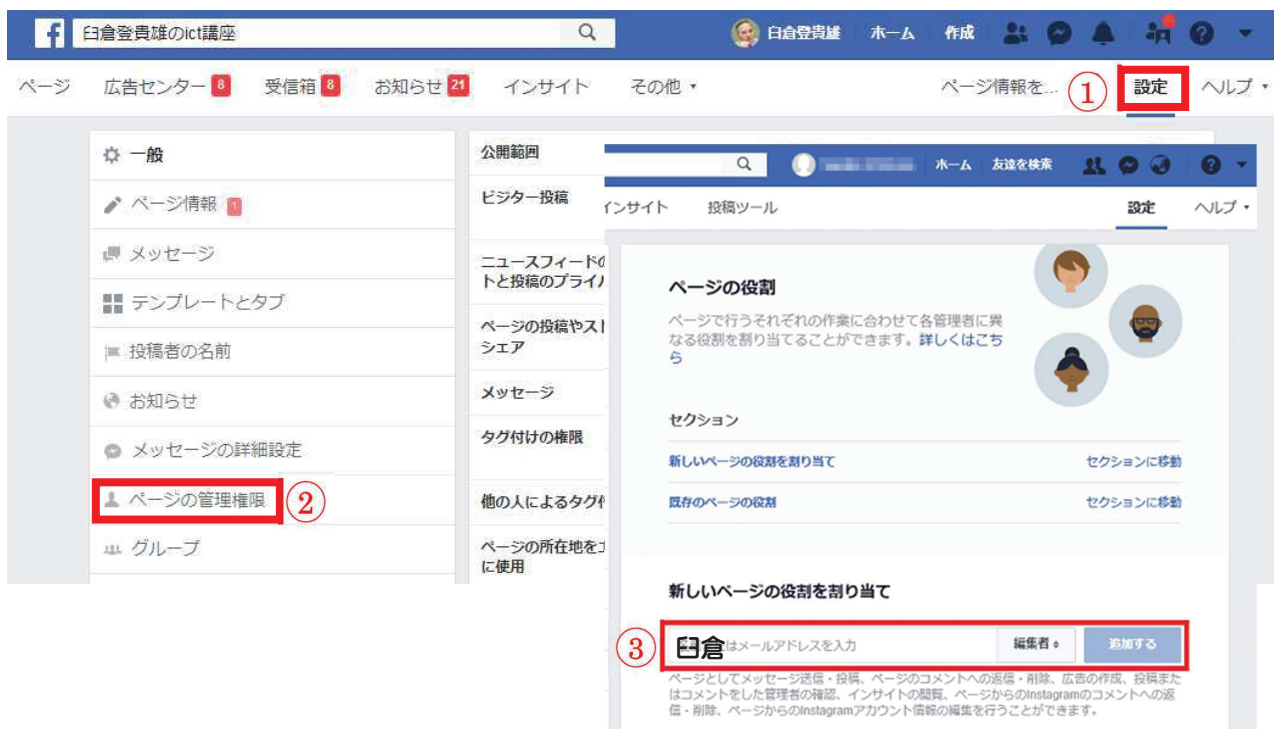 f 臼倉登貴雄のict講座 臼倉登貴雄 ホーム 作成
ページ 広告センター 8 受信箱 8 お知らせ 21 インサイト その他 ページ情報を... ① 設定 ヘルプ
一般
ページ情報 1
メッセージ
テンプレートとタブ
投稿者の名前
お知らせ
メッセージの詳細設定
ページの管理権限 ②
グループ
公開範囲
ビジター投稿
ニュースフィードの
トと投稿のプライ
ページの投稿やスト
シェア
メッセージ
タグ付けの権限
他の人によるタグ
ページの所在地を
に使用
ホーム 友達を検索
インサイト 投稿ツール 設定 ヘルプ
ページの役割
ページで行うそれぞれの作業に合わせて各管理者に異
なる役割を割り当てることができます。詳しくはこち
ら
セクション
新しいページの役割を割り当て セクションに移動
既存のページの役割 セクションに移動
新しいページの役割を割り当て
③ 臼倉 はメールアドレスを入力 編集者 追加する
ページとしてメッセージ送信・投稿、ページのコメントへの返信・削除、広告の作成、投稿また
はコメントをした管理者の確認、インサイトの閲覧、ページからのInstagramのコメントへの返
信・削除、ページからのInstagramアカウント情報の編集を行うことができます。